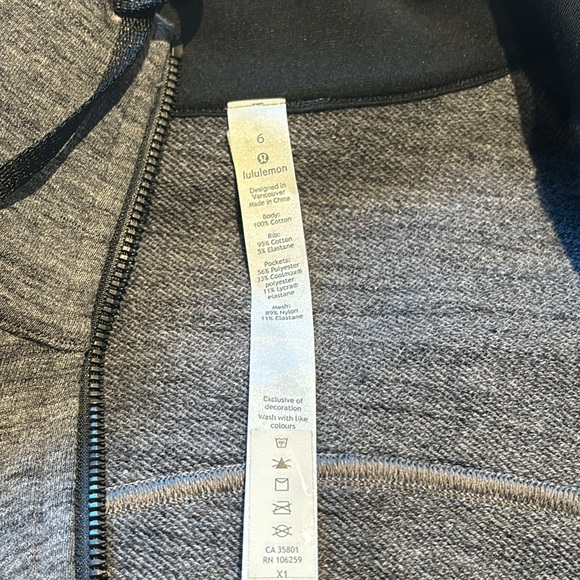 6
lululemon
Designed in
Vancouver
Made in China
Body:
100% Cotton
Rib:
95% Cotton
5% Elastane
Pockets:
56% Polyester
33% Coolmax®
polyester
11% Lycra®
elastane
Mesh:
89% Nylon
11% Elastane
Exclusive of
decoration
Wash with like
colours
CA 35801
RN 106259
X1